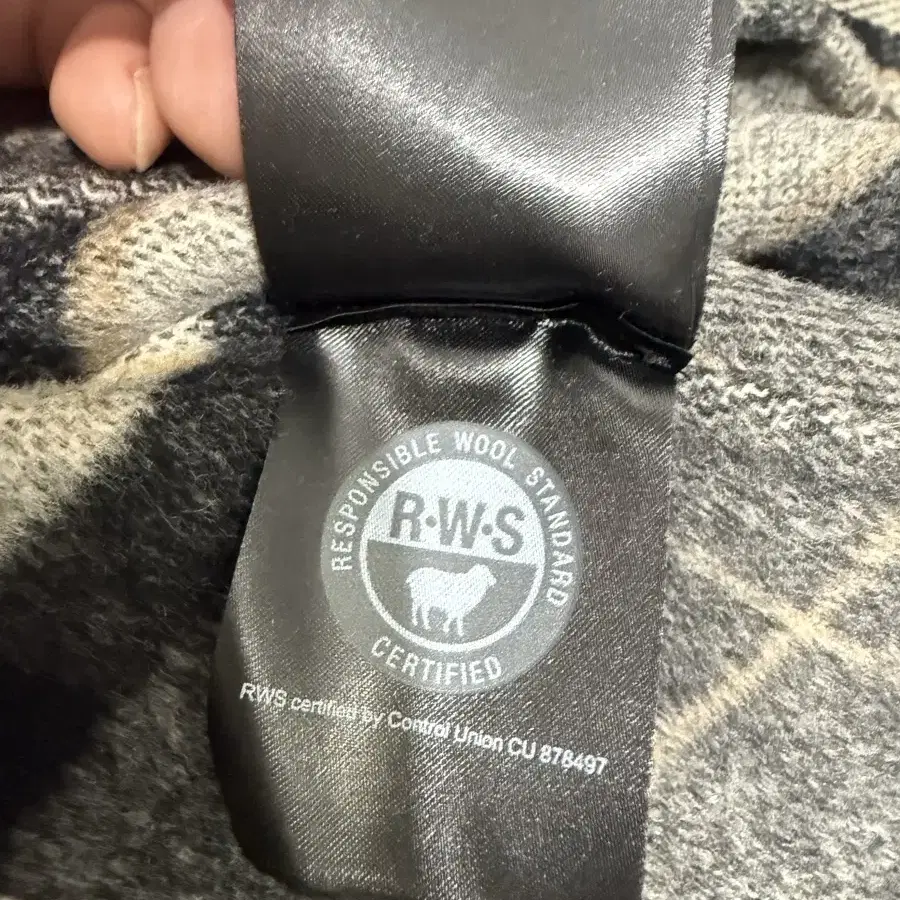 RESPONSIBLE WOOL STANDARD
R·W·S
CERTIFIED
RWS certified by Control Union CU 878497